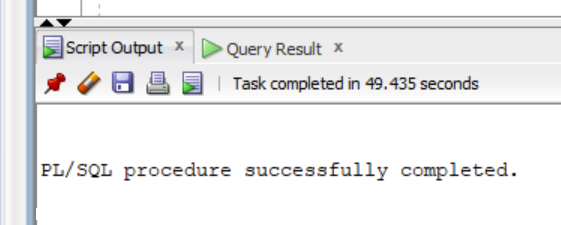 Script Output x Query Result x
Task completed in 49.435 seconds
PL/SQL procedure successfully completed.